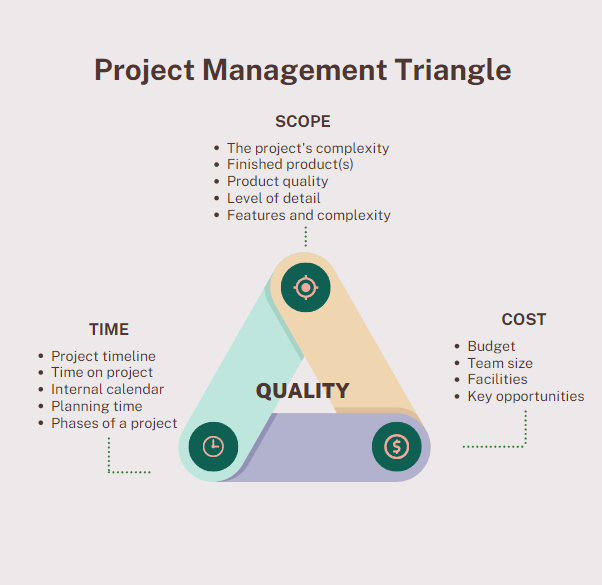 Project Management Triangle
SCOPE
• The project's complexity
• Finished product(s)
• Product quality
• Level of detail
• Features and complexity
TIME
• Project timeline
• Time on project
• Internal calendar
• Planning time
• Phases of a project
COST
• Budget
• Team size
• Facilities
• Key opportunities
QUALITY
$